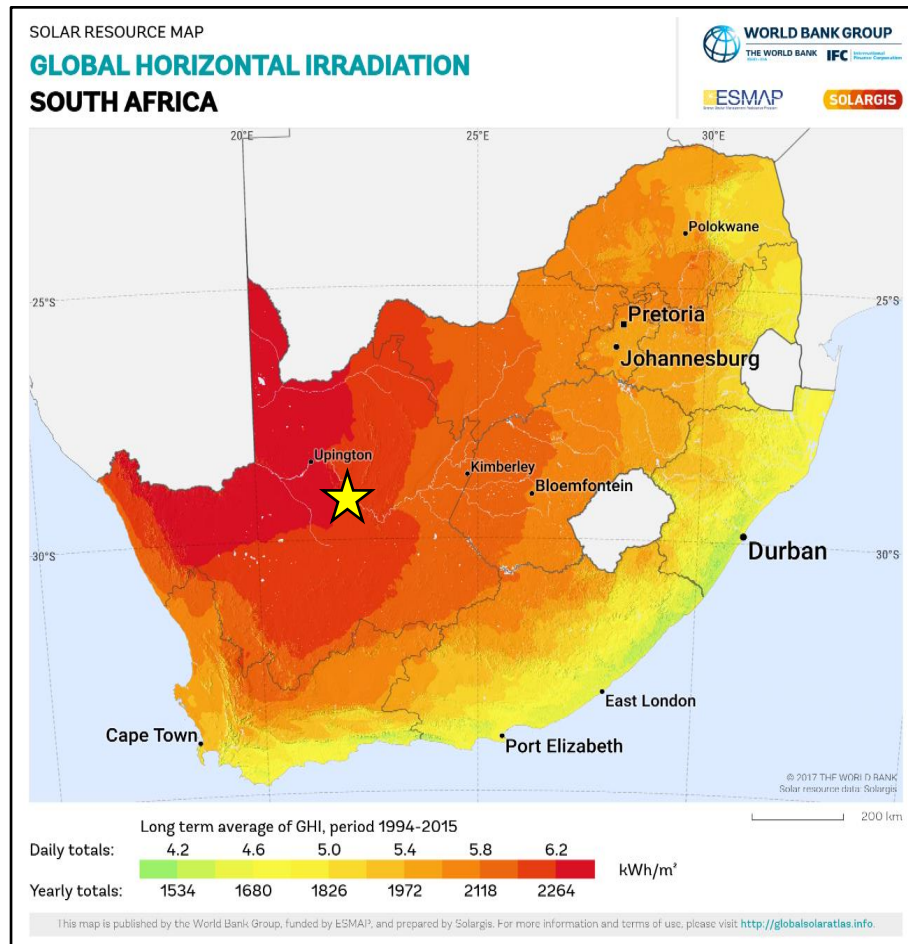 SOLAR RESOURCE MAP
GLOBAL HORIZONTAL IRRADIATION
SOUTH AFRICA
WORLD BANK GROUP
THE WORLD BANK
IFC International
Finance Corporation
ESMAP
SOLARGIS
20°E
25°E
30°E
Polokwane
25°S
25°S
Pretoria
Johannesburg
Upington
Kimberley
Bloemfontein
30°S
30°S
Durban
East London
Cape Town
Port Elizabeth
© 2017 THE WORLD BANK
Solar resource data: Solargis
200 km
Long term average of GHI, period 1994-2015
Daily totals: 4.2 4.6 5.0 5.4 5.8 6.2
kWh/m²
Yearly totals: 1534 1680 1826 1972 2118 2264
This map is published by the World Bank Group, funded by ESMAP, and prepared by Solargis. For more information and terms of use, please visit http://globalsolaratlas.info.